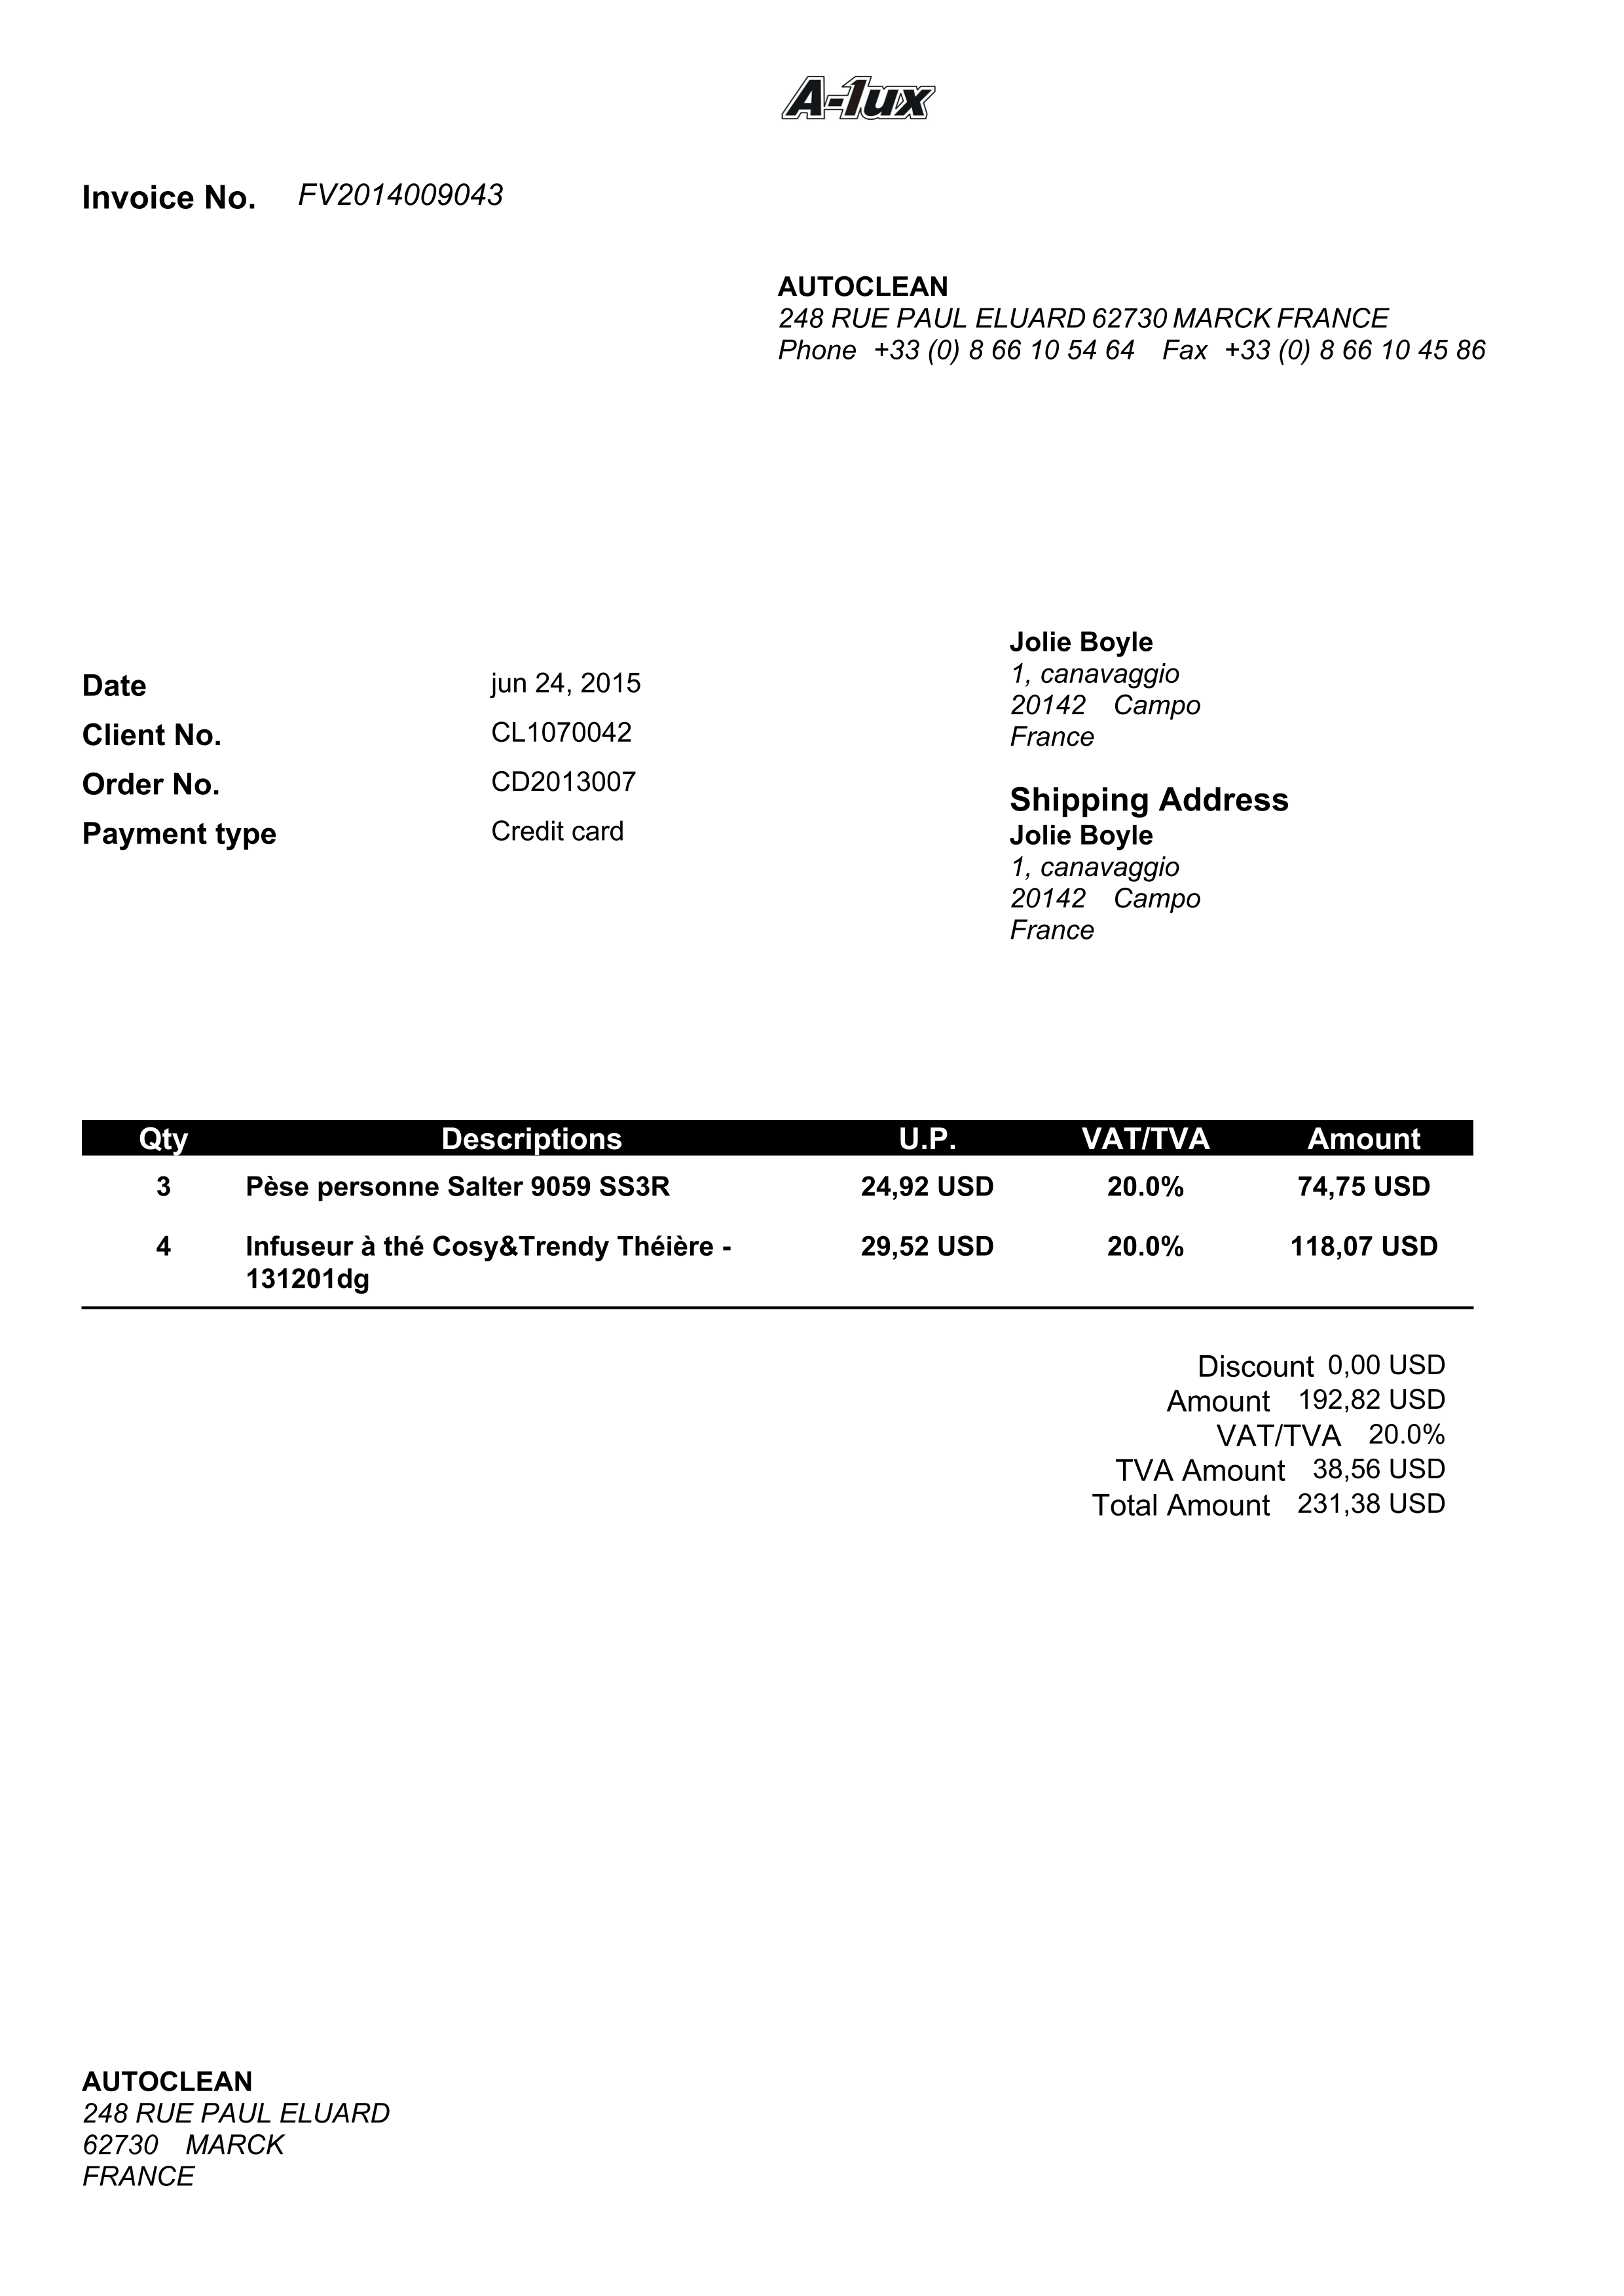 A-1ux
Invoice No. FV2014009043
AUTOCLEAN
248 RUE PAUL ELUARD 62730 MARCK FRANCE
Phone +33 (0) 8 66 10 54 64 Fax +33 (0) 8 66 10 45 86
Date jun 24, 2015
Client No. CL1070042
Order No. CD2013007
Payment type Credit card
Jolie Boyle
1, canavaggio
20142 Campo
France
Shipping Address
Jolie Boyle
1, canavaggio
20142 Campo
France
Qty Descriptions U.P. VAT/TVA Amount
3 Pèse personne Salter 9059 SS3R 24,92 USD 20.0% 74,75 USD
4 Infuseur à thé Cosy&Trendy Théière - 29,52 USD 20.0% 118,07 USD
131201dg
Discount 0,00 USD
Amount 192,82 USD
VAT/TVA 20.0%
TVA Amount 38,56 USD
Total Amount 231,38 USD
AUTOCLEAN
248 RUE PAUL ELUARD
62730 MARCK
FRANCE